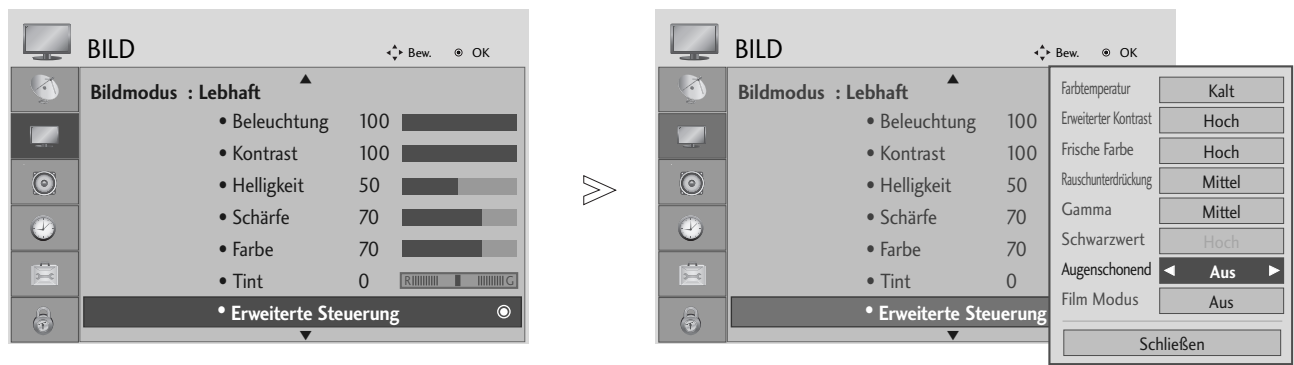 BILD
Bew. OK
Bildmodus : Lebhaft
• Beleuchtung 100
• Kontrast 100
• Helligkeit 50
• Schärfe 70
• Farbe 70
• Tint 0 R G
• Erweiterte Steuerung
BILD
Bew. OK
Bildmodus : Lebhaft
• Beleuchtung 100
• Kontrast 100
• Helligkeit 50
• Schärfe 70
• Farbe 70
• Tint 0
• Erweiterte Steuerung
Farbtemperatur Kalt
Erweiterter Kontrast Hoch
Frische Farbe Hoch
Rauschunterdrückung Mittel
Gamma Mittel
Schwarzwert Hoch
Augenschonend Aus
Film Modus Aus
Schließen